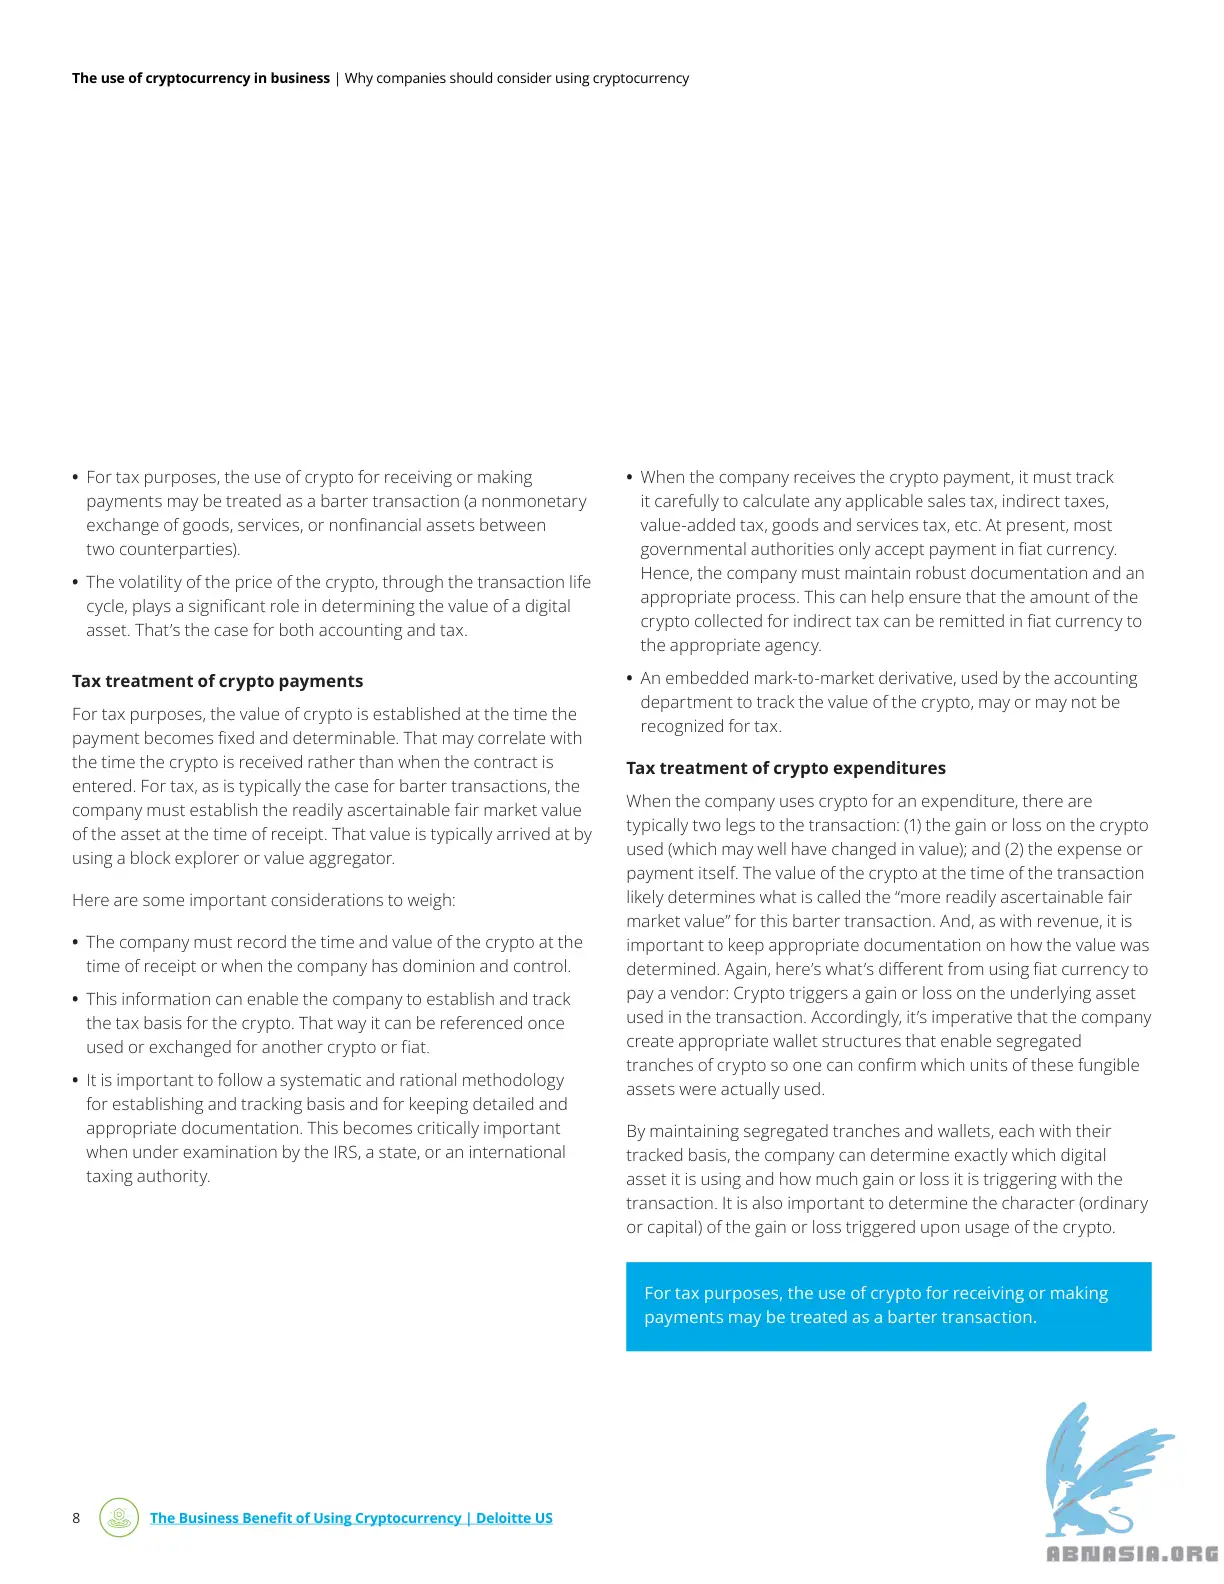 The use of cryptocurrency in business | Why companies should consider using cryptocurrency
• For tax purposes, the use of crypto for receiving or making
payments may be treated as a barter transaction (a nonmonetary
exchange of goods, services, or nonfinancial assets between
two counterparties).
• The volatility of the price of the crypto, through the transaction life
cycle, plays a significant role in determining the value of a digital
asset. That’s the case for both accounting and tax.
Tax treatment of crypto payments
For tax purposes, the value of crypto is established at the time the
payment becomes fixed and determinable. That may correlate with
the time the crypto is received rather than when the contract is
entered. For tax, as is typically the case for barter transactions, the
company must establish the readily ascertainable fair market value
of the asset at the time of receipt. That value is typically arrived at by
using a block explorer or value aggregator.
Here are some important considerations to weigh:
• The company must record the time and value of the crypto at the
time of receipt or when the company has dominion and control.
• This information can enable the company to establish and track
the tax basis for the crypto. That way it can be referenced once
used or exchanged for another crypto or fiat.
• It is important to follow a systematic and rational methodology
for establishing and tracking basis and for keeping detailed and
appropriate documentation. This becomes critically important
when under examination by the IRS, a state, or an international
taxing authority.
• When the company receives the crypto payment, it must track
it carefully to calculate any applicable sales tax, indirect taxes,
value-added tax, goods and services tax, etc. At present, most
governmental authorities only accept payment in fiat currency.
Hence, the company must maintain robust documentation and an
appropriate process. This can help ensure that the amount of the
crypto collected for indirect tax can be remitted in fiat currency to
the appropriate agency.
• An embedded mark-to-market derivative, used by the accounting
department to track the value of the crypto, may or may not be
recognized for tax.
Tax treatment of crypto expenditures
When the company uses crypto for an expenditure, there are
typically two legs to the transaction: (1) the gain or loss on the crypto
used (which may well have changed in value); and (2) the expense or
payment itself. The value of the crypto at the time of the transaction
likely determines what is called the “more readily ascertainable fair
market value” for this barter transaction. And, as with revenue, it is
important to keep appropriate documentation on how the value was
determined. Again, here’s what’s different from using fiat currency to
pay a vendor: Crypto triggers a gain or loss on the underlying asset
used in the transaction. Accordingly, it’s imperative that the company
create appropriate wallet structures that enable segregated
tranches of crypto so one can confirm which units of these fungible
assets were actually used.
By maintaining segregated tranches and wallets, each with their
tracked basis, the company can determine exactly which digital
asset it is using and how much gain or loss it is triggering with the
transaction. It is also important to determine the character (ordinary
or capital) of the gain or loss triggered upon usage of the crypto.
For tax purposes, the use of crypto for receiving or making
payments may be treated as a barter transaction.
8 The Business Benefit of Using Cryptocurrency | Deloitte US
ABNASIA.ORG